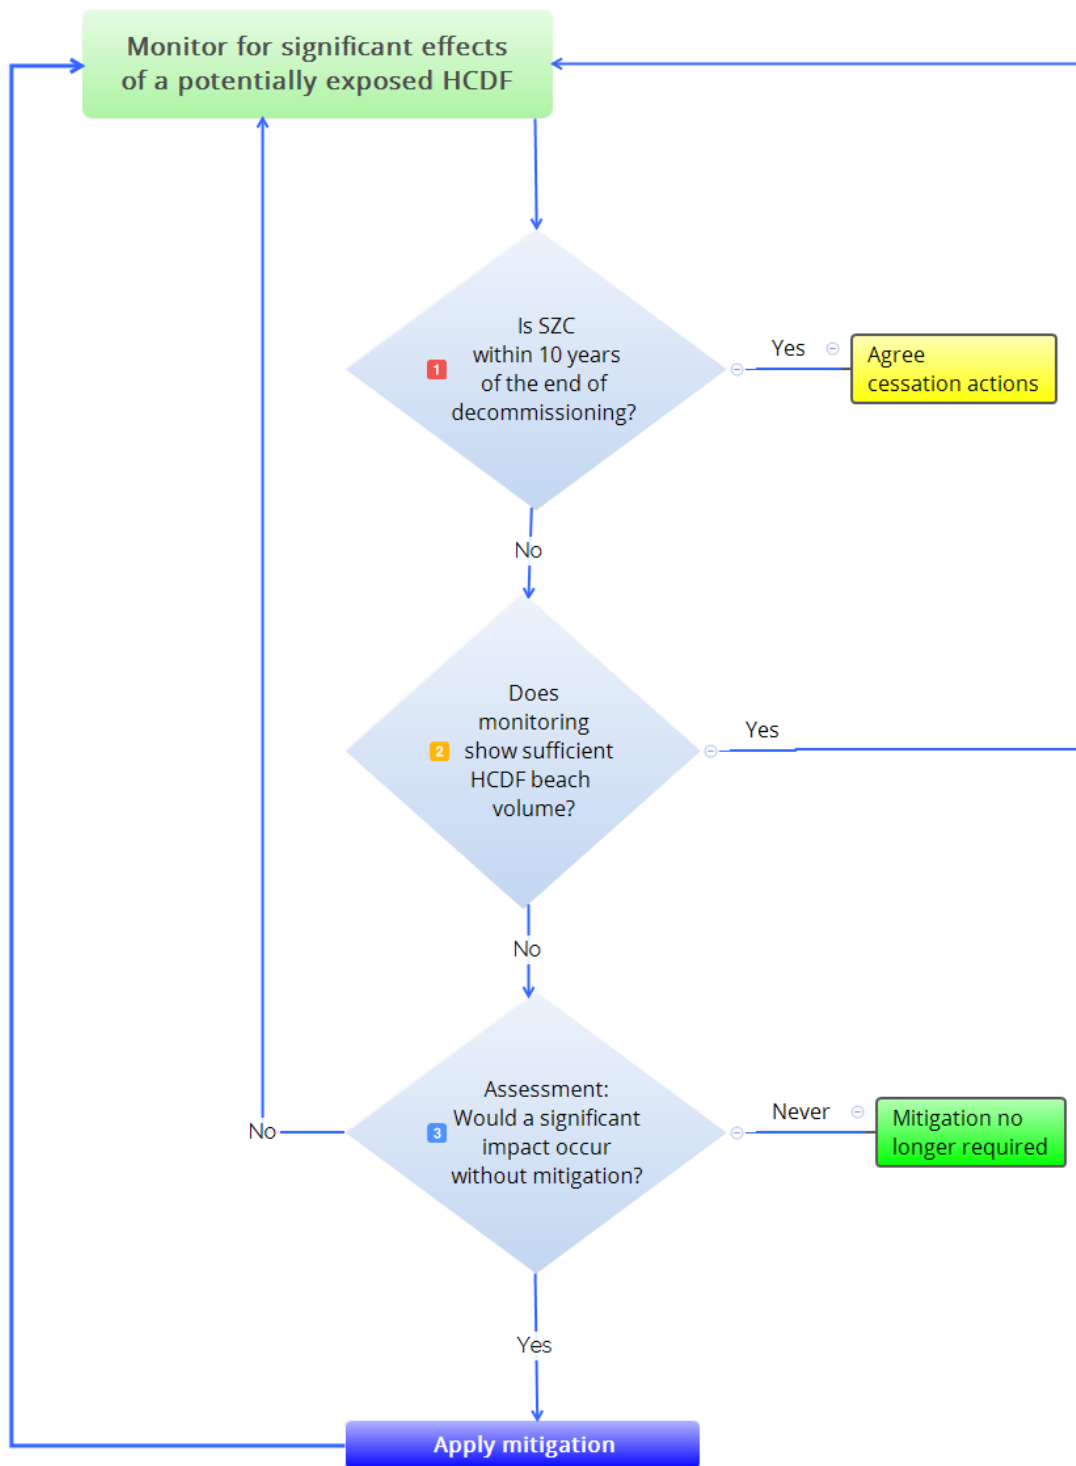 Monitor for significant effects
of a potentially exposed HCDF
Is SZC
within 10 years
of the end of
decommissioning?
1
Yes
Agree
cessation actions
No
Does
monitoring
show sufficient
HCDF beach
volume?
2
Yes
No
Assessment:
Would a significant
impact occur
without mitigation?
3
No
Never
Mitigation no
longer required
Yes
Apply mitigation